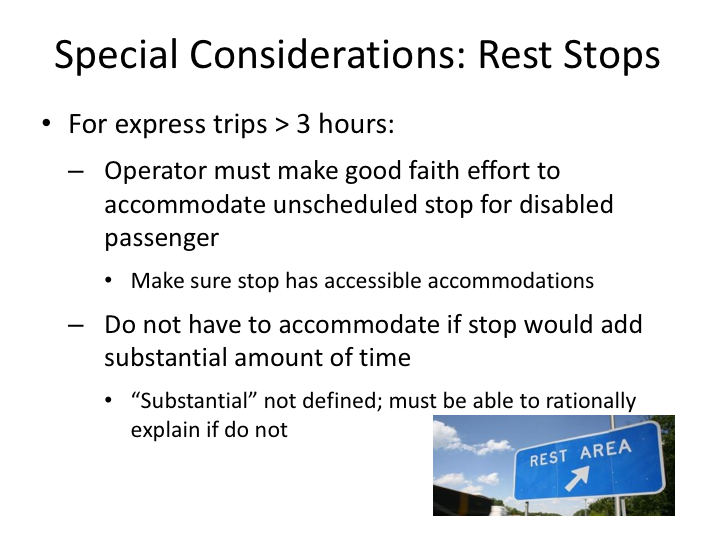 Special Considerations: Rest Stops
• For express trips > 3 hours:
– Operator must make good faith effort to
accommodate unscheduled stop for disabled
passenger
• Make sure stop has accessible accommodations
– Do not have to accommodate if stop would add
substantial amount of time
• “Substantial” not defined; must be able to rationally
explain if do not
REST AREA